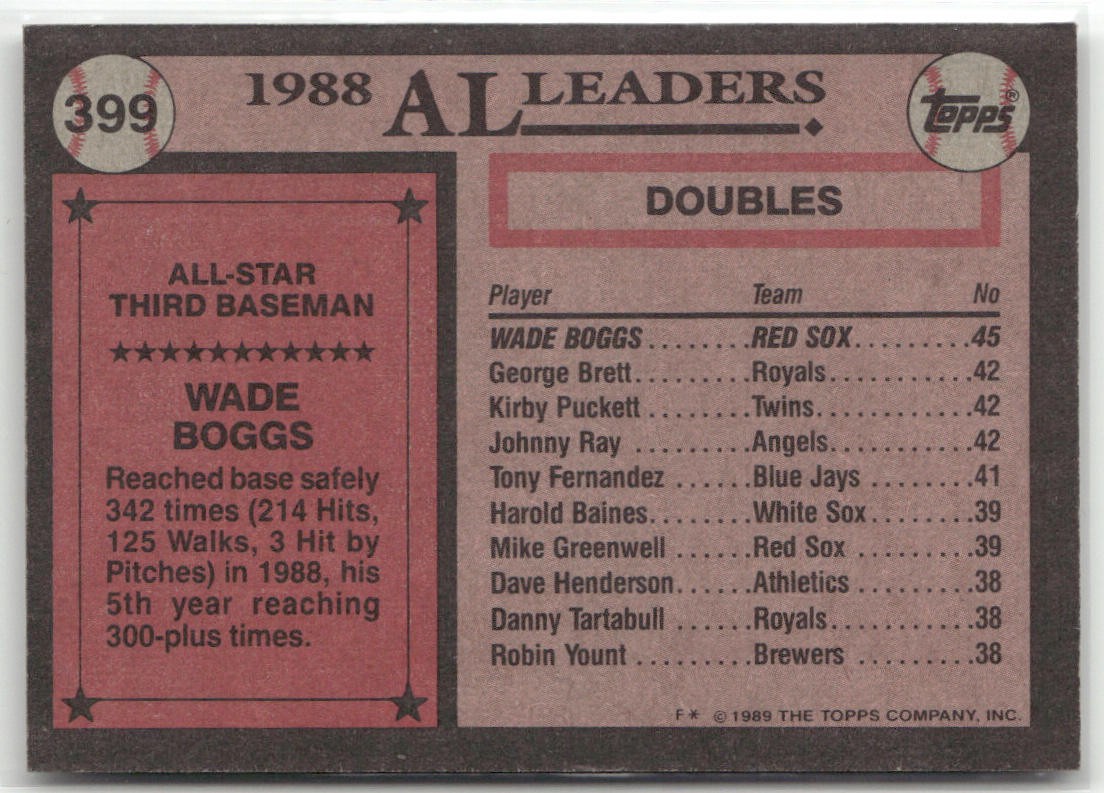 399
1988 AL LEADERS
Topps®
ALL-STAR
THIRD BASEMAN
WADE
BOGGS
Reached base safely
342 times (214 Hits,
125 Walks, 3 Hit by
Pitches) in 1988, his
5th year reaching
300-plus times.
DOUBLES
Player Team No
WADE BOGGS........RED SOX.........45
George Brett.........Royals...........42
Kirby Puckett........Twins............42
Johnny Ray ........Angels...........42
Tony Fernandez ......Blue Jays .......41
Harold Baines........White Sox.......39
Mike Greenwell ......Red Sox ........39
Dave Henderson......Athletics ........38
Danny Tartabull ......Royals..........38
Robin Yount .........Brewers ........38
F* © 1989 THE TOPPS COMPANY, INC.